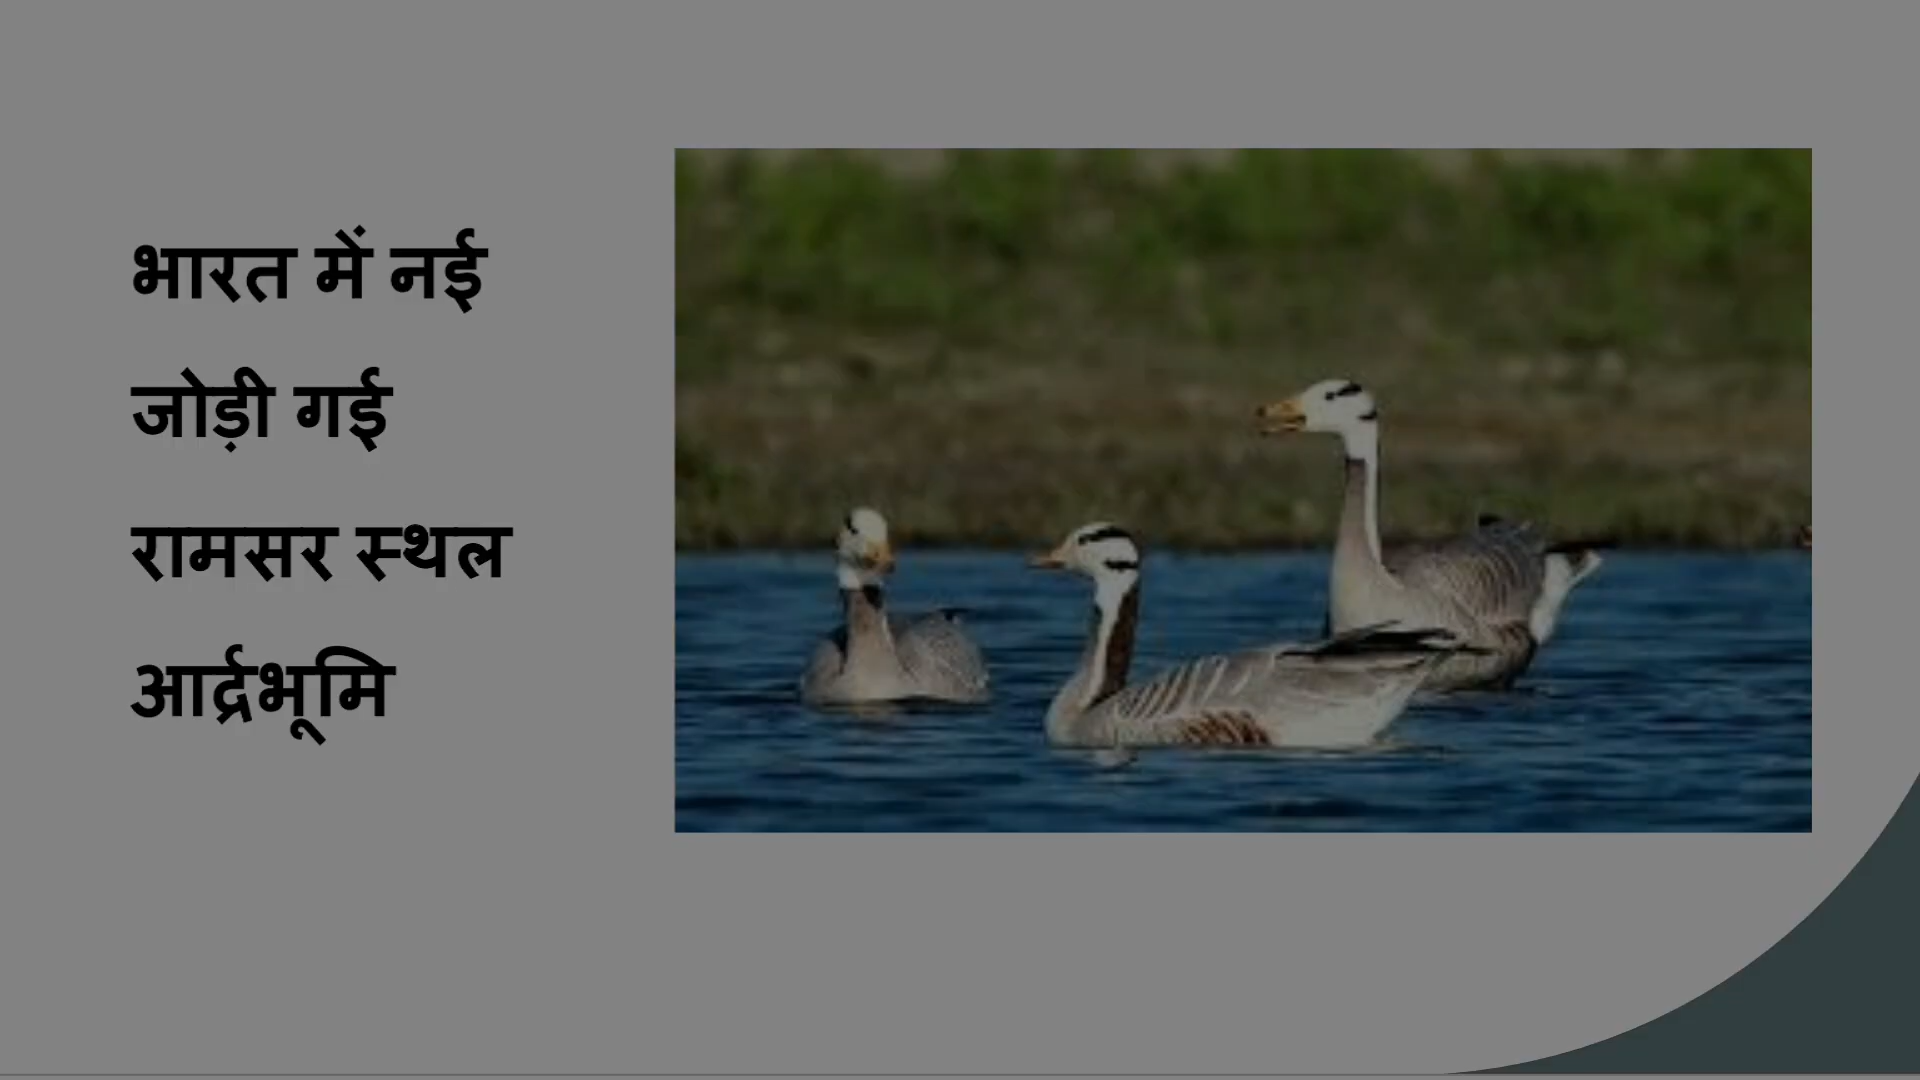 भारत में नई
जोड़ी गई
रामसर स्थल
आर्द्रभूमि